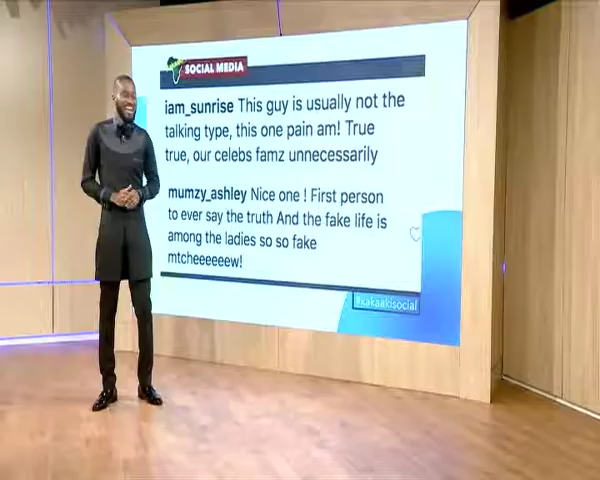 SOCIAL MEDIA
iam_sunrise This guy is usually not the
talking type, this one pain am! True
true, our celebs famz unnecessarily
mumzy_ashley Nice one ! First person
to ever say the truth And the fake life is
among the ladies so so fake
mtcheeeeeew!
#kakaakisocial